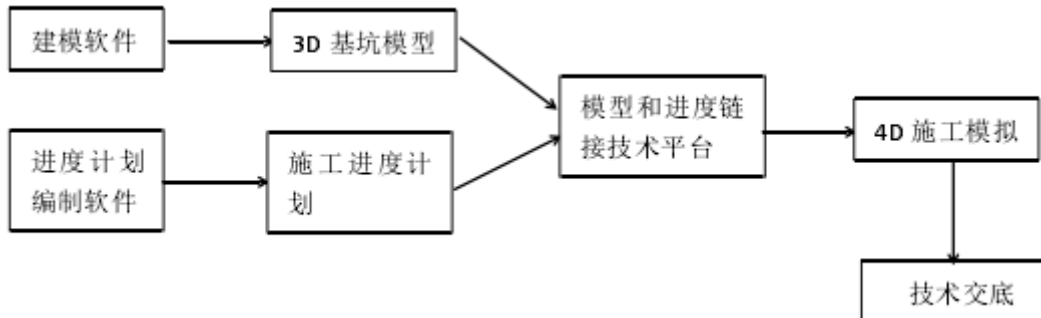 建模软件
3D 基坑模型
模型和进度链
接技术平台
4D 施工模拟
进度计划
编制软件
施工进度计
划
技术交底